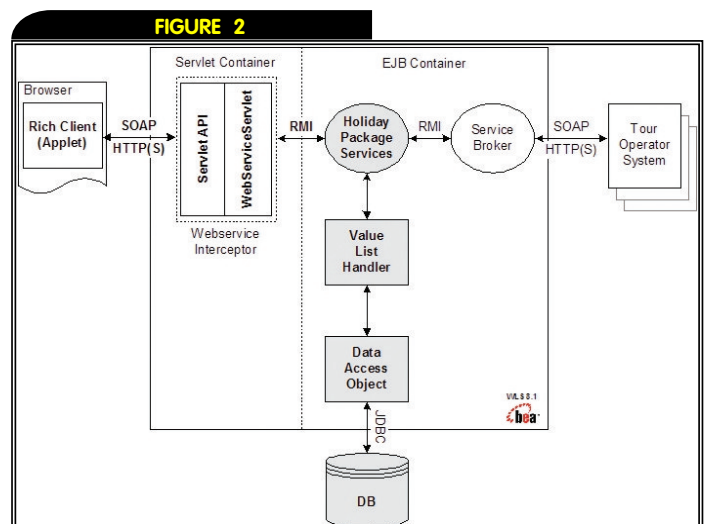 FIGURE 2
Servlet Container
EJB Container
Browser
Rich Client
(Applet)
SOAP
HTTP(S)
Servlet API
WebServiceServlet
Webservice
Interceptor
RMI
Holiday
Package
Services
RMI
Service
Broker
SOAP
HTTP(S)
Tour
Operator
System
Value
List
Handler
Data
Access
Object
WLS 8.1
bea
JDBC
DB